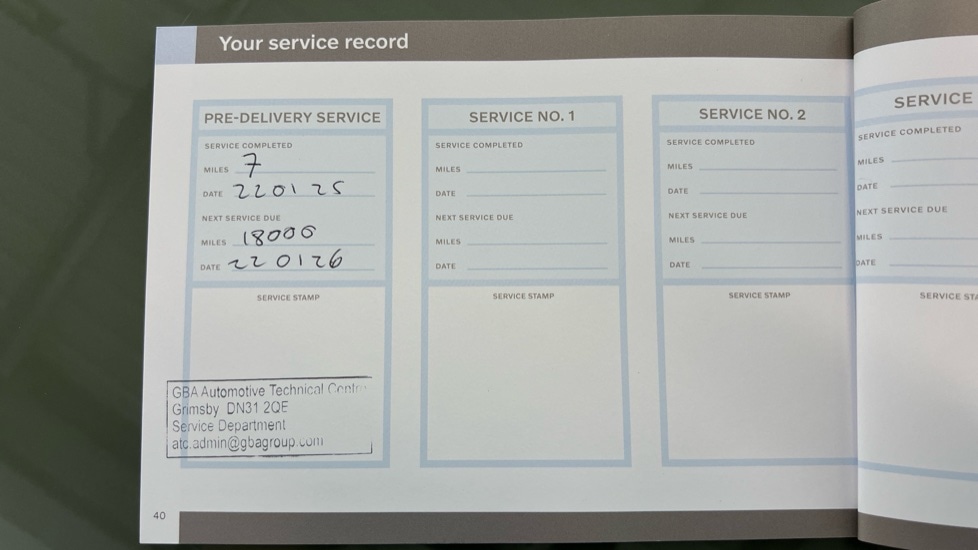 Your service record
PRE-DELIVERY SERVICE
SERVICE COMPLETED
MILES 7
DATE 220125
NEXT SERVICE DUE
MILES 18000
DATE 220126
SERVICE STAMP
GBA Automotive Technical Centre
Grimsby DN31 2QE
Service Department
atc.admin@gbagroup.com
SERVICE NO. 1
SERVICE COMPLETED
MILES
DATE
NEXT SERVICE DUE
MILES
DATE
SERVICE STAMP
SERVICE NO. 2
SERVICE COMPLETED
MILES
DATE
NEXT SERVICE DUE
MILES
DATE
SERVICE STAMP
SERVICE
SERVICE COMPLETED
MILES
DATE
NEXT SERVICE DUE
MILES
DATE
SERVICE STA
40